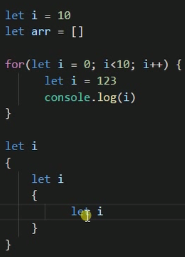 let i = 10
let arr = []
for(let i = 0; i<10; i++) {
let i = 123
console.log(i)
}
let i
{
let i
{
let i
}
}